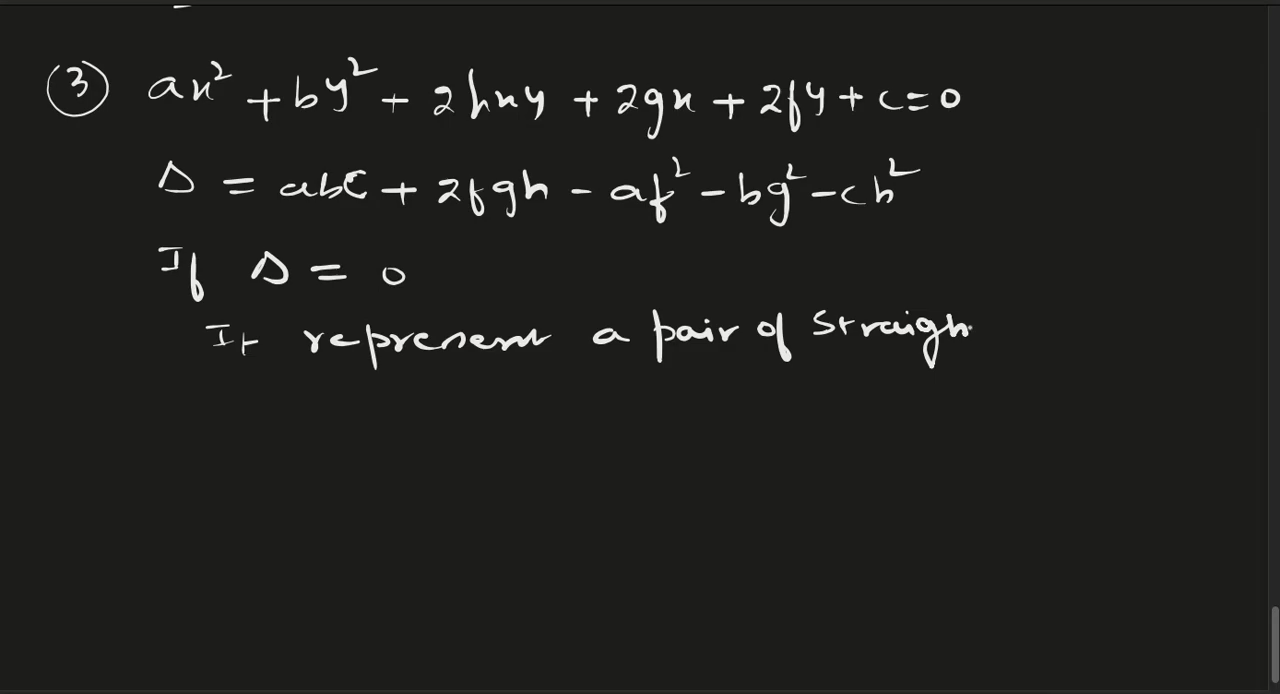 ③ ax² + by² + 2hxy + 2gx + 2fy + c = 0
Δ = abc + 2fgh - af² - bg² - ch²
If Δ = 0
It represent a pair of straigh